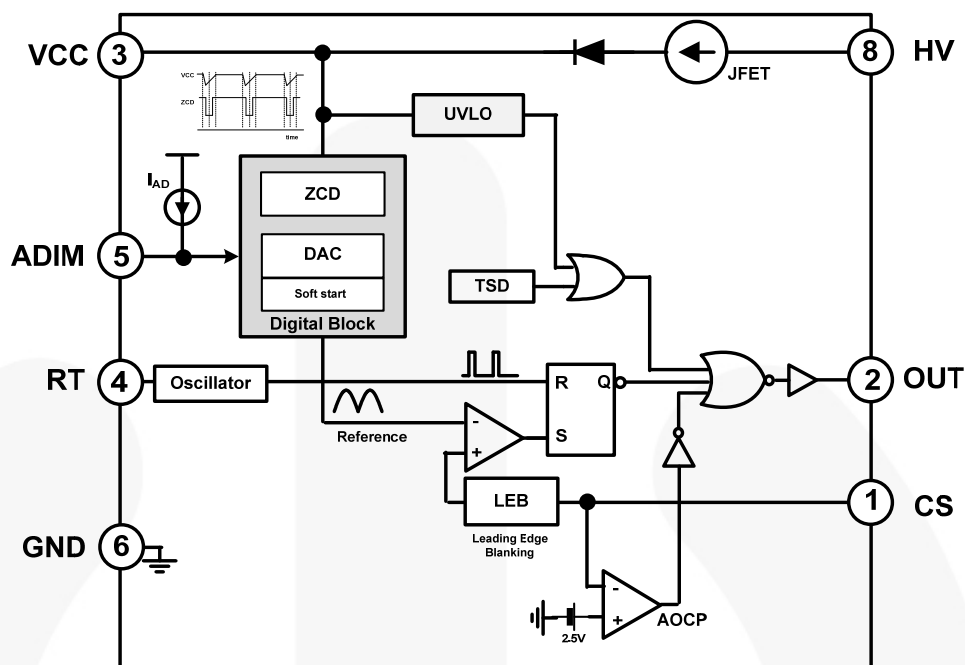 VCC
3
8
HV
JFET
VCC
ZCD
time
UVLO
IAD
ZCD
ADIM
5
DAC
Soft start
Digital Block
TSD
RT
4
Oscillator
R
Q
2
OUT
Reference
-
+
S
LEB
1
CS
Leading Edge
Blanking
GND
6
-
+
2.5V
AOCP